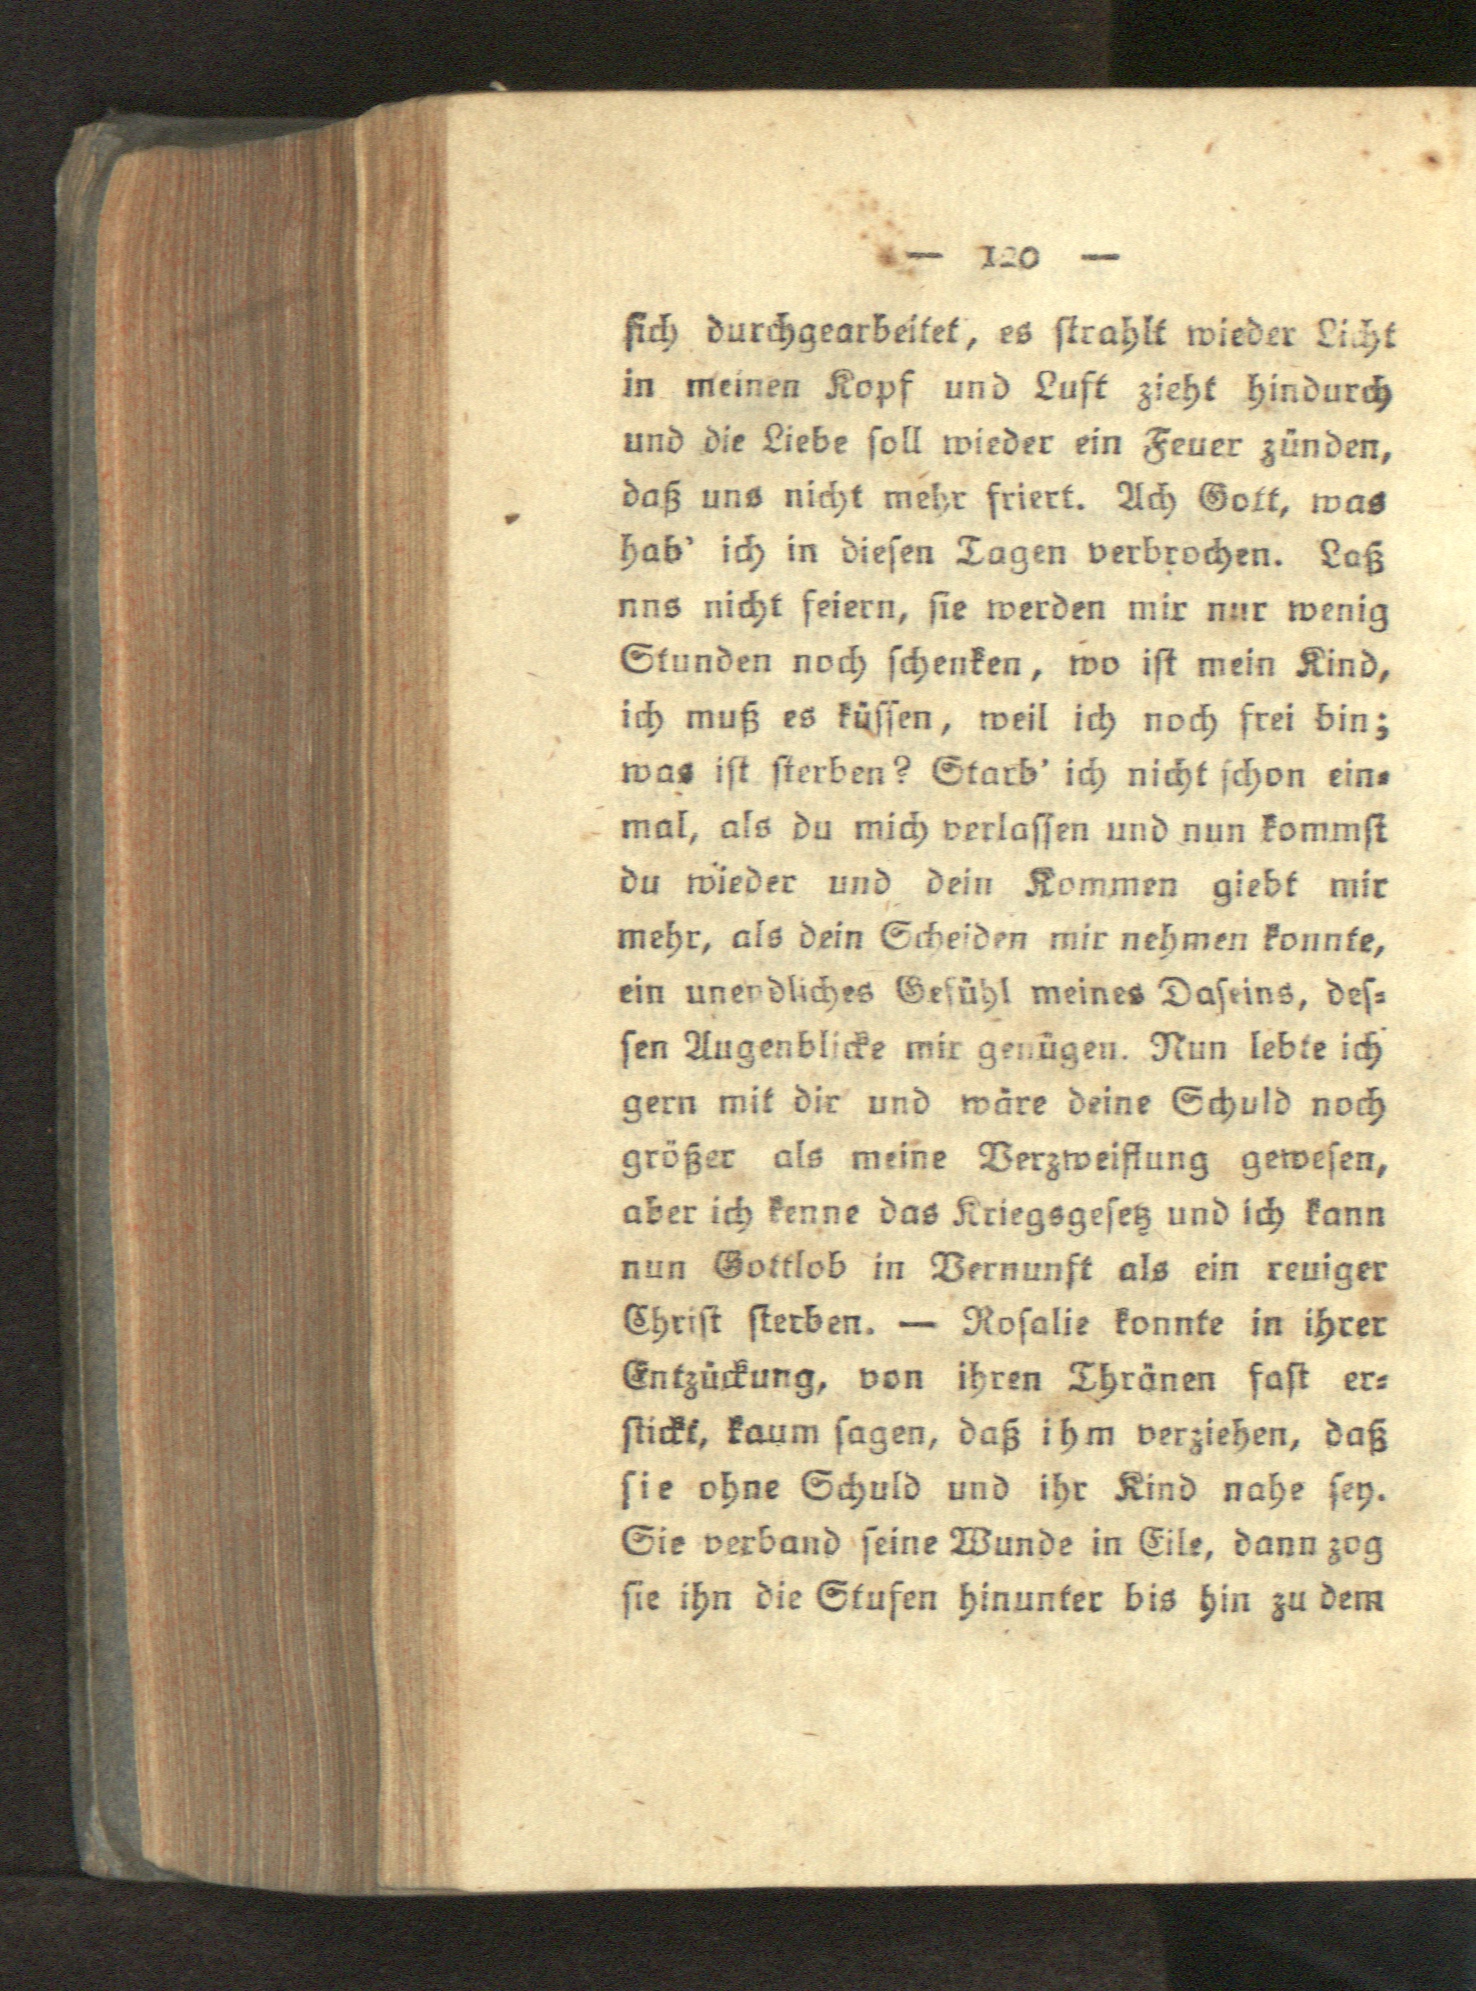 — 120 —
sich durchgearbeitet, es strahlt wieder Licht
in meinen Kopf und Luft zieht hindurch
und die Liebe soll wieder ein Feuer zünden,
daß uns nicht mehr friert. Ach Gott, was
hab' ich in diesen Tagen verbrochen. Laß
nns nicht feiern, sie werden mir nur wenig
Stunden noch schenken, wo ist mein Kind,
ich muß es küssen, weil ich noch frei bin;
was ist sterben? Starb' ich nicht schon ein-
mal, als du mich verlassen und nun kommst
du wieder und dein Kommen giebt mir
mehr, als dein Scheiden mir nehmen konnte,
ein unendliches Gefühl meines Daseins, des-
sen Augenblicke mir genügen. Nun lebte ich
gern mit dir und wäre deine Schuld noch
größer als meine Verzweiflung gewesen,
aber ich kenne das Kriegsgesetz und ich kann
nun Gottlob in Vernunft als ein reuiger
Christ sterben. — Rosalie konnte in ihrer
Entzückung, von ihren Thränen fast er-
stickt, kaum sagen, daß ihm verziehen, daß
sie ohne Schuld und ihr Kind nahe sey.
Sie verband seine Wunde in Eile, dann zog
sie ihn die Stufen hinunter bis hin zu dem